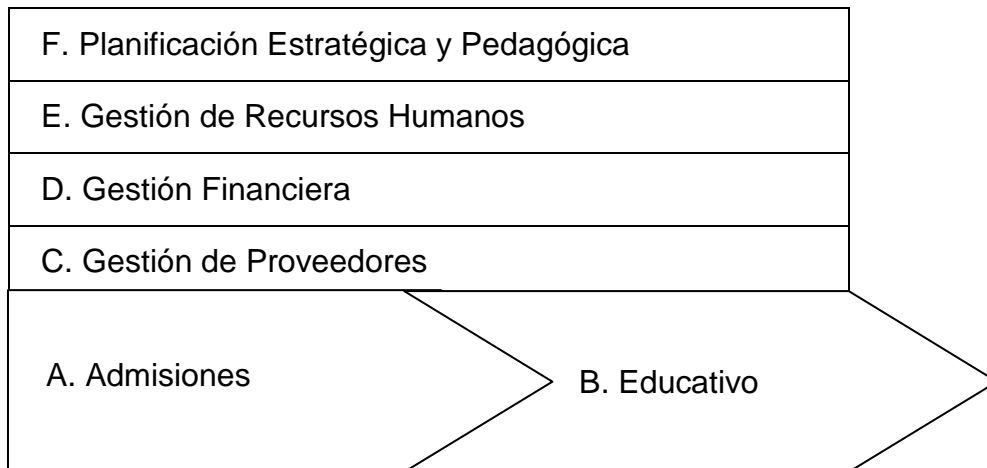 F. Planificación Estratégica y Pedagógica
E. Gestión de Recursos Humanos
D. Gestión Financiera
C. Gestión de Proveedores
A. Admisiones
B. Educativo